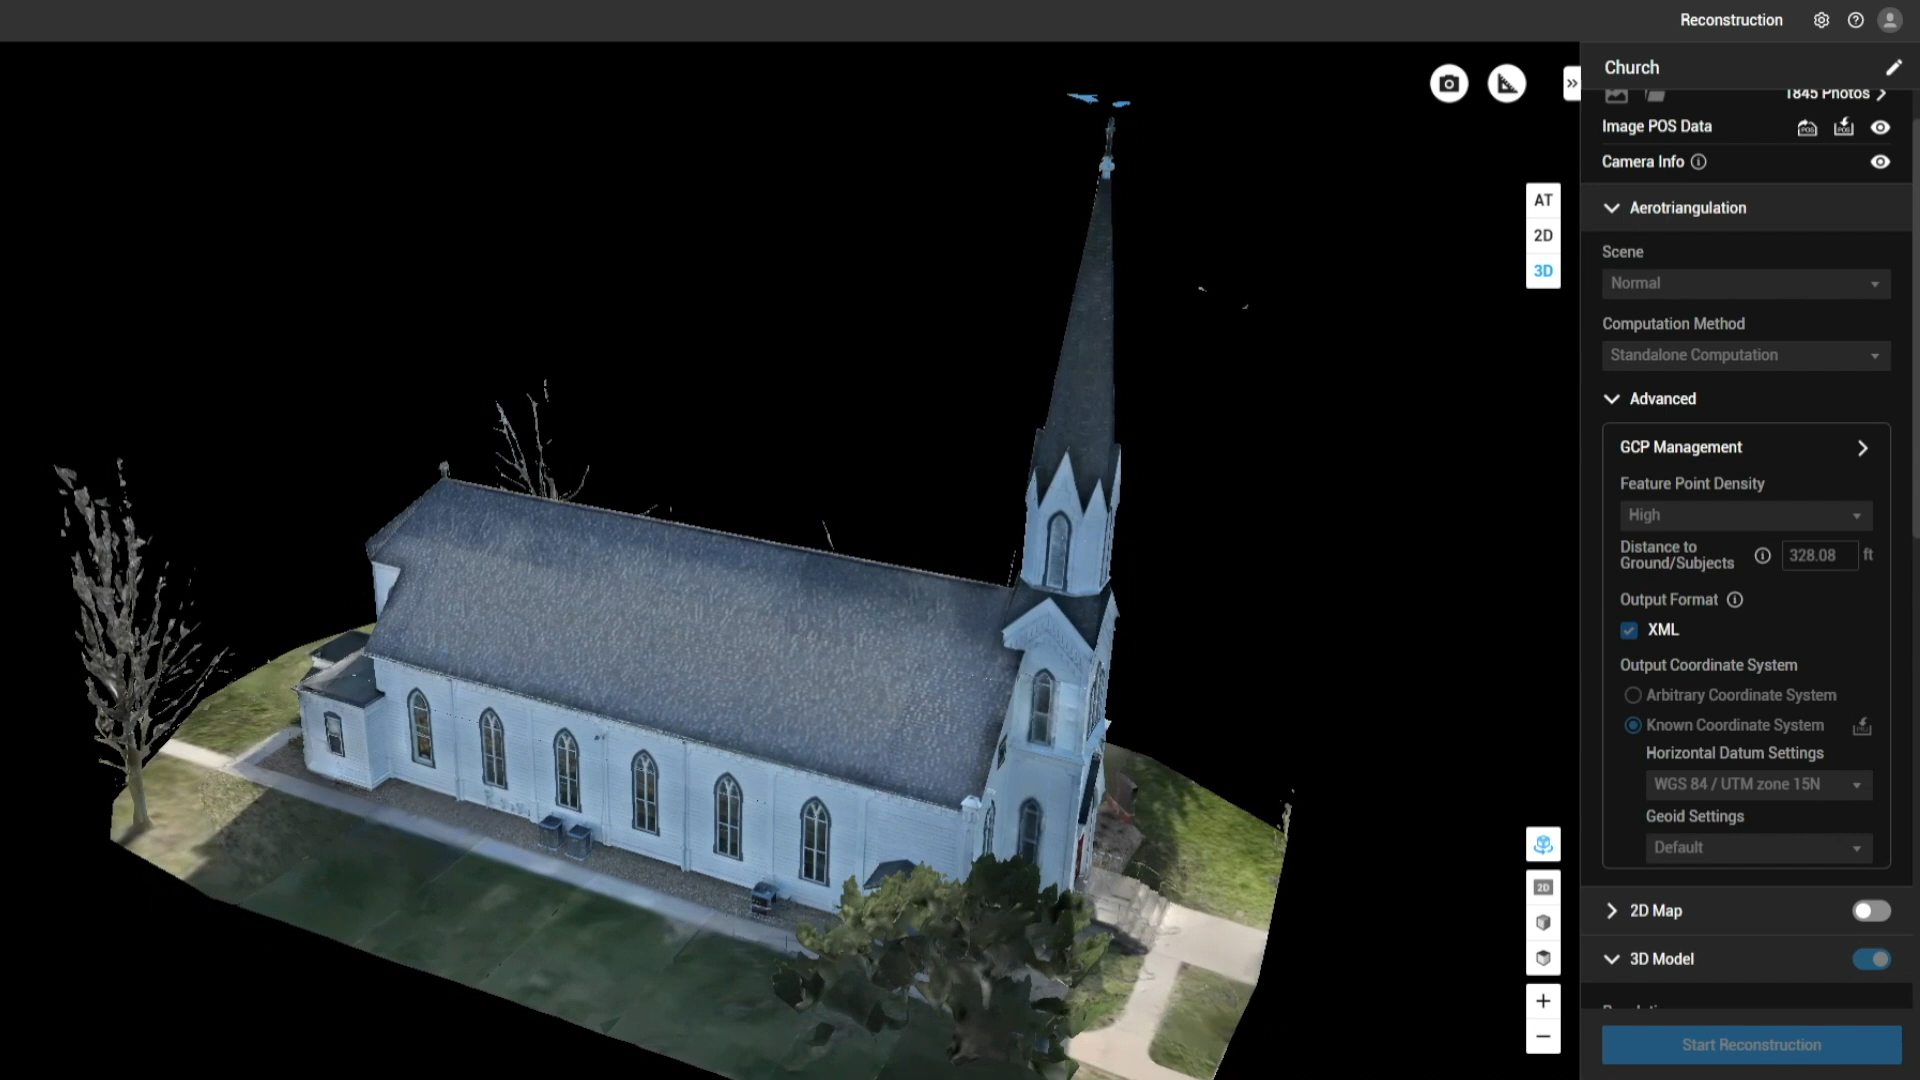 Reconstruction
Church
1845 Photos
Image POS Data
Camera Info
Aerotriangulation
AT
2D
3D
Scene
Normal
Computation Method
Standalone Computation
Advanced
GCP Management
Feature Point Density
High
Distance to
Ground/Subjects
328.08 ft
Output Format
XML
Output Coordinate System
Arbitrary Coordinate System
Known Coordinate System
Horizontal Datum Settings
WGS 84 / UTM zone 15N
Geoid Settings
Default
2D
2D Map
3D Model
Start Reconstruction